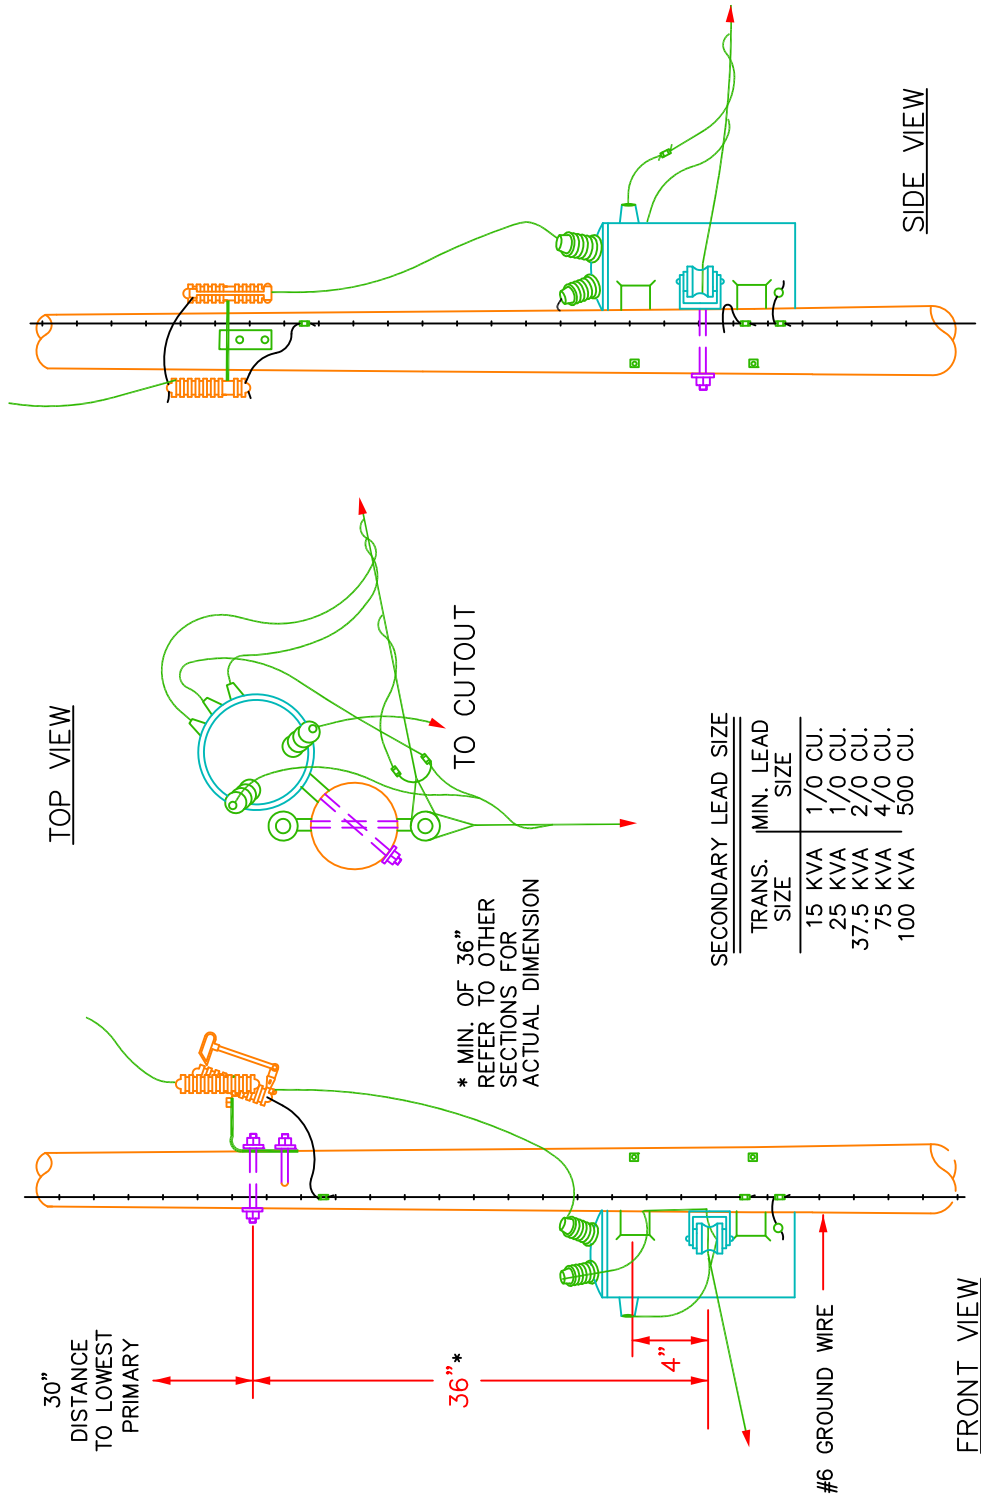 30”
DISTANCE
TO LOWEST
PRIMARY
36”*
4”
#6 GROUND WIRE
FRONT VIEW
TOP VIEW
TO CUTOUT
* MIN. OF 36”
REFER TO OTHER
SECTIONS FOR
ACTUAL DIMENSION
SECONDARY LEAD SIZE
TRANS. MIN. LEAD
SIZE SIZE
15 KVA 1/0 CU.
25 KVA 1/0 CU.
37.5 KVA 2/0 CU.
75 KVA 4/0 CU.
100 KVA 500 CU.
SIDE VIEW